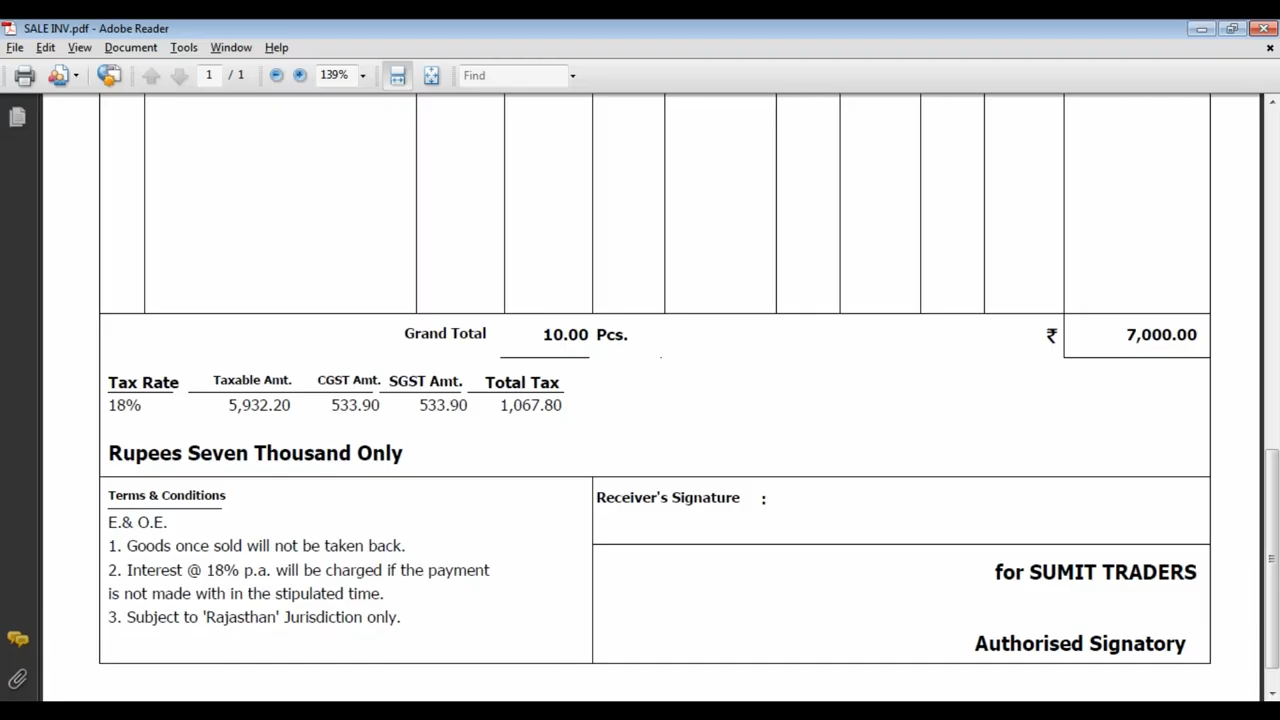 SALE INV.pdf - Adobe Reader
File Edit View Document Tools Window Help
1 / 1 139% Find
Grand Total 10.00 Pcs. ₹ 7,000.00
Tax Rate Taxable Amt. CGST Amt. SGST Amt. Total Tax
18% 5,932.20 533.90 533.90 1,067.80
Rupees Seven Thousand Only
Terms & Conditions
E.& O.E.
1. Goods once sold will not be taken back.
2. Interest @ 18% p.a. will be charged if the payment
is not made with in the stipulated time.
3. Subject to 'Rajasthan' Jurisdiction only.
Receiver's Signature :
for SUMIT TRADERS
Authorised Signatory